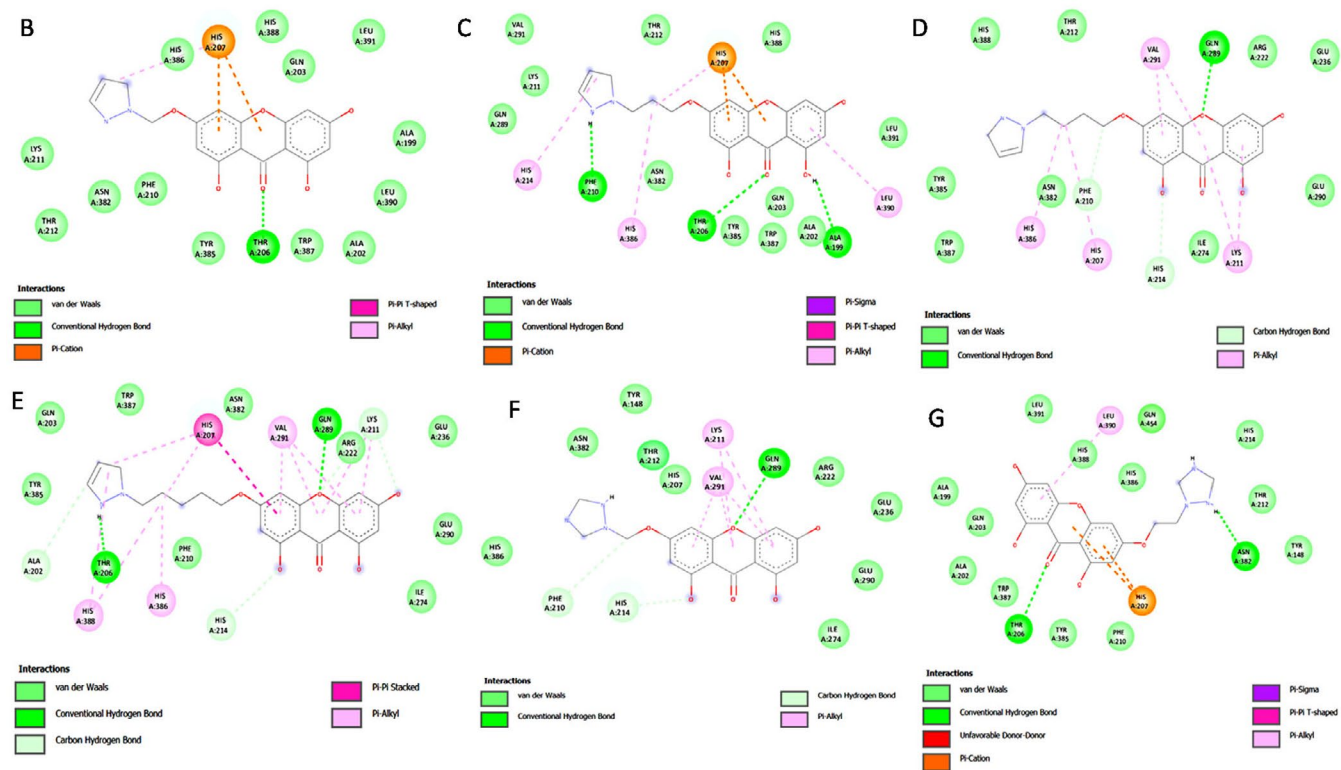 B
HIS
A:386
HIS
A:207
HIS
A:388
GLN
A:203
LEU
A:391
ALA
A:199
LYS
A:211
ASN
A:382
PHE
A:210
LEU
A:390
THR
A:212
TYR
A:385
THR
A:206
TRP
A:387
ALA
A:202
Interactions
van der Waals
Conventional Hydrogen Bond
Pi-Cation
Pi-Pi T-shaped
Pi-Alkyl
C
VAL
A:291
THR
A:212
HIS
A:207
HIS
A:388
LYS
A:211
GLN
A:289
LEU
A:391
HIS
A:214
PHE
A:210
ASN
A:382
GLN
A:203
LEU
A:390
HIS
A:386
THR
A:206
TYR
A:385
TRP
A:387
ALA
A:202
ALA
A:199
Interactions
van der Waals
Conventional Hydrogen Bond
Pi-Cation
Pi-Sigma
Pi-Pi T-shaped
Pi-Alkyl
D
HIS
A:388
THR
A:212
VAL
A:291
GLN
A:289
ARG
A:222
GLU
A:236
TYR
A:385
ASN
A:382
PHE
A:210
GLU
A:290
TRP
A:387
HIS
A:386
HIS
A:207
HIS
A:214
ILE
A:274
LYS
A:211
Interactions
van der Waals
Conventional Hydrogen Bond
Carbon Hydrogen Bond
Pi-Alkyl
E
GLN
A:203
TRP
A:387
ASN
A:382
HIS
A:207
VAL
A:291
GLN
A:289
ARG
A:222
LYS
A:211
GLU
A:236
TYR
A:385
GLU
A:290
ALA
A:202
THR
A:206
PHE
A:210
HIS
A:388
HIS
A:386
HIS
A:214
ILE
A:274
Interactions
van der Waals
Conventional Hydrogen Bond
Carbon Hydrogen Bond
Pi-Pi Stacked
Pi-Alkyl
F
TYR
A:148
ASN
A:382
THR
A:212
HIS
A:207
LYS
A:211
VAL
A:291
GLN
A:289
ARG
A:222
GLU
A:236
HIS
A:386
GLU
A:290
PHE
A:210
HIS
A:214
ILE
A:274
Interactions
van der Waals
Conventional Hydrogen Bond
Carbon Hydrogen Bond
Pi-Alkyl
G
LEU
A:391
LEU
A:390
GLN
A:454
HIS
A:214
HIS
A:388
HIS
A:386
ALA
A:199
THR
A:212
GLN
A:203
ASN
A:382
TYR
A:148
ALA
A:202
TRP
A:387
HIS
A:207
THR
A:206
TYR
A:385
PHE
A:210
Interactions
van der Waals
Conventional Hydrogen Bond
Unfavorable Donor-Donor
Pi-Cation
Pi-Sigma
Pi-Pi T-shaped
Pi-Alkyl